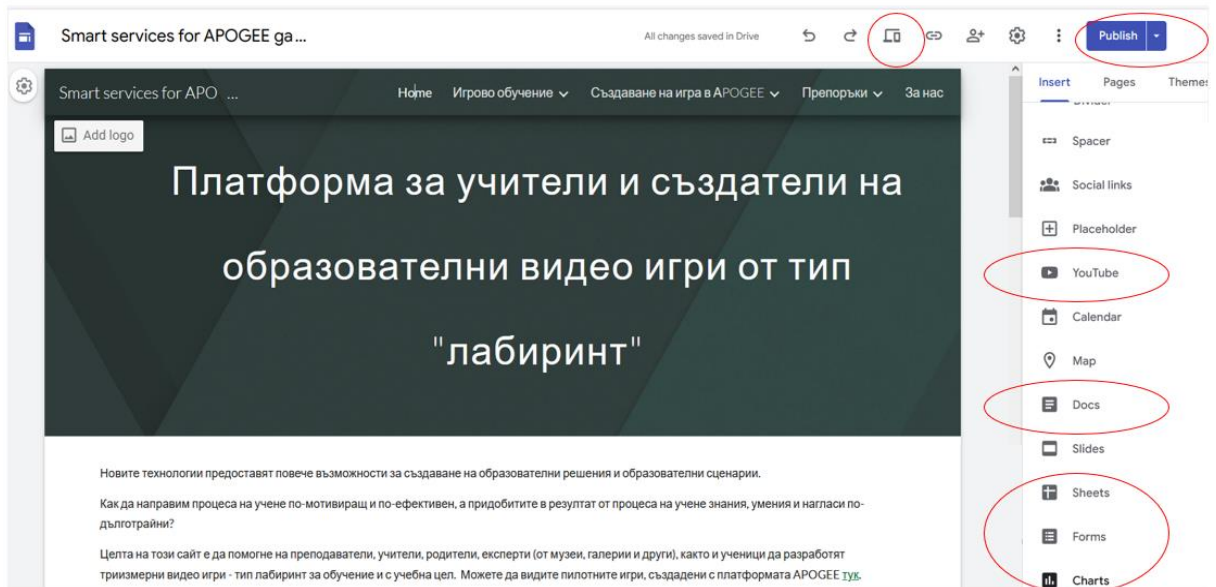 Smart services for APOGEE ga...
All changes saved in Drive
Publish
Smart services for APO ...
Home
Игрово обучение
Създаване на игра в APOGEE
Препоръки
За нас
Insert
Pages
Themes
Add logo
Платформа за учители и създатели на
образователни видео игри от тип
"лабиринт"
Новите технологии предоставят повече възможности за създаване на образователни решения и образователни сценарии.
Как да направим процеса на учене по-мотивиращ и по-ефективен, а придобитите в резултат от процеса на учене знания, умения и нагласи по-
дълготрайни?
Целта на този сайт е да помогне на преподаватели, учители, родители, експерти (от музеи, галерии и други), както и ученици да разработят
триизмерни видео игри - тип лабиринт за обучение и с учебна цел. Можете да видите пилотните игри, създадени с платформата APOGEE тук.
Divider
Spacer
Social links
Placeholder
YouTube
Calendar
Map
Docs
Slides
Sheets
Forms
Charts